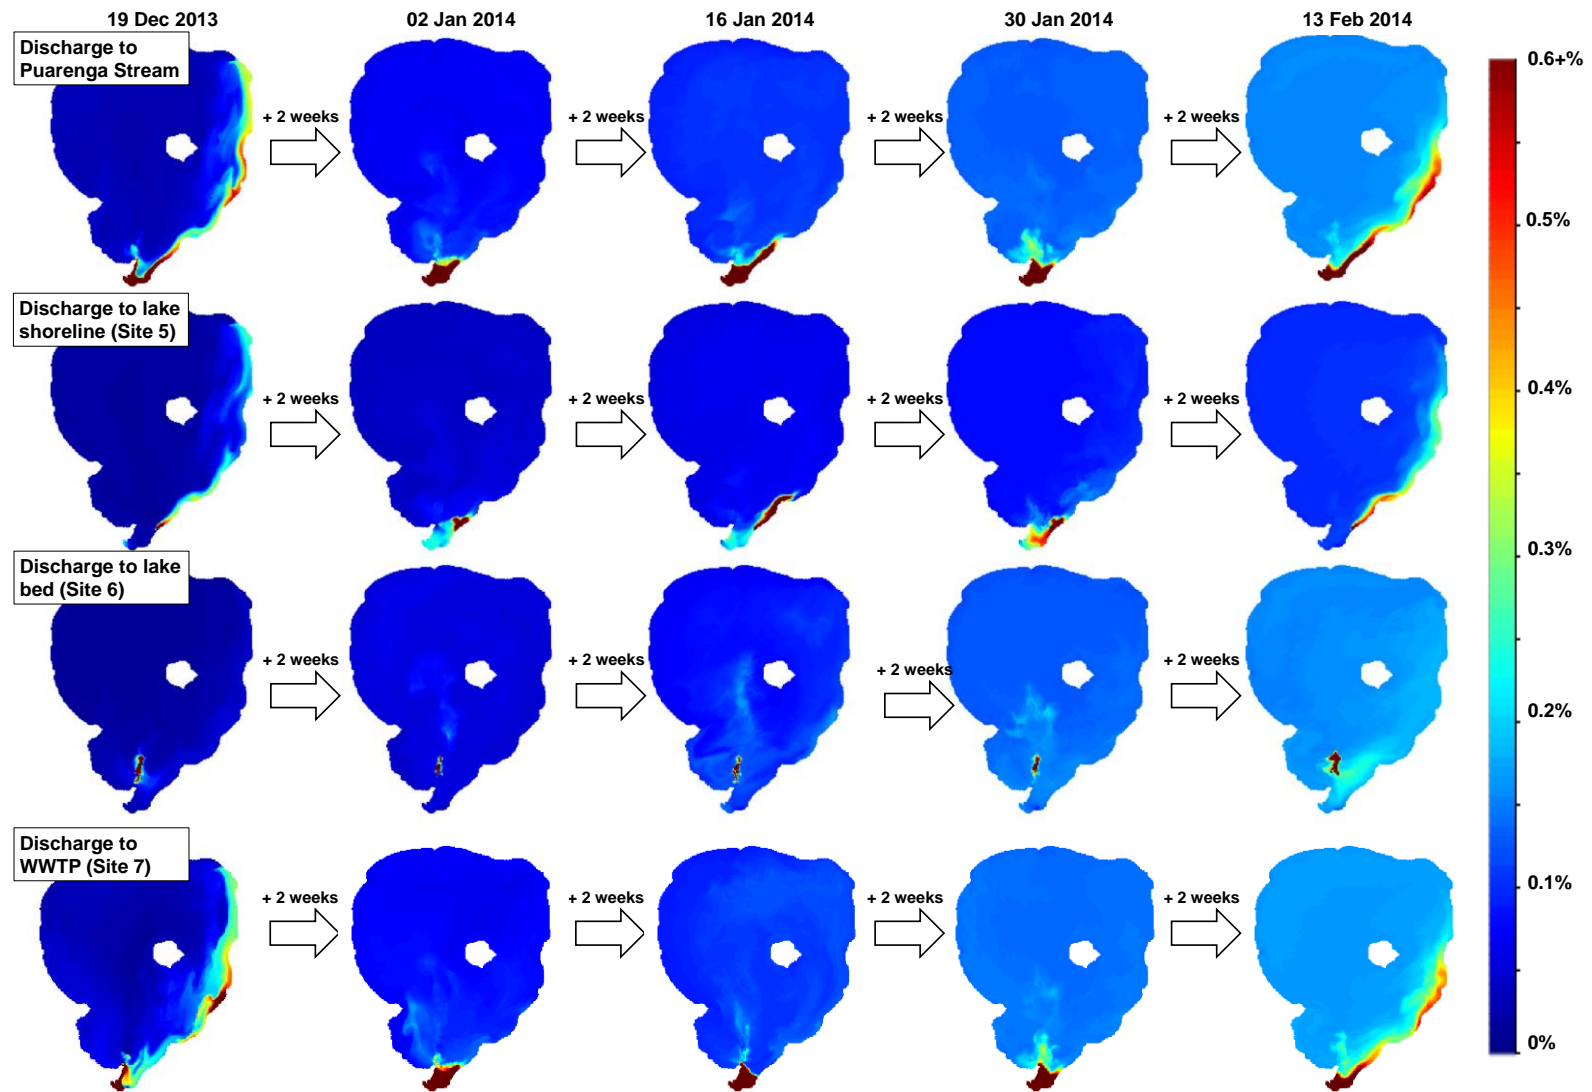 19 Dec 2013
02 Jan 2014
16 Jan 2014
30 Jan 2014
13 Feb 2014
Discharge to
Puarenga Stream
+ 2 weeks
+ 2 weeks
+ 2 weeks
+ 2 weeks
Discharge to lake
shoreline (Site 5)
+ 2 weeks
+ 2 weeks
+ 2 weeks
+ 2 weeks
Discharge to lake
bed (Site 6)
+ 2 weeks
+ 2 weeks
+ 2 weeks
+ 2 weeks
Discharge to
WWTP (Site 7)
+ 2 weeks
+ 2 weeks
+ 2 weeks
+ 2 weeks
0.6+%
0.5%
0.4%
0.3%
0.2%
0.1%
0%